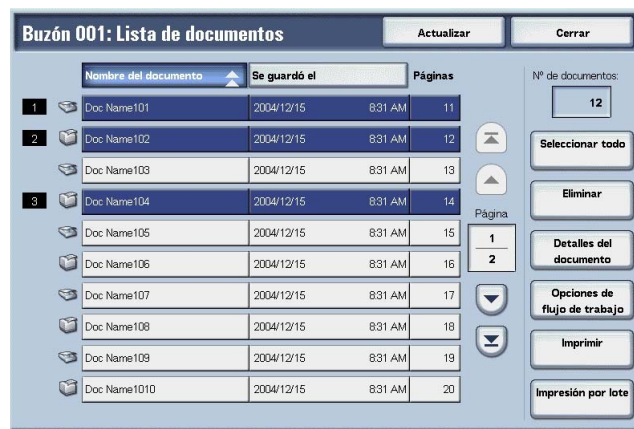 Buzón 001: Lista de documentos
Actualizar
Cerrar
Nombre del documento Se guardó el Páginas
1 Doc Name101 2004/12/15 8:31 AM 11
2 Doc Name102 2004/12/15 8:31 AM 12
Doc Name103 2004/12/15 8:31 AM 13
3 Doc Name104 2004/12/15 8:31 AM 14
Doc Name105 2004/12/15 8:31 AM 15
Doc Name106 2004/12/15 8:31 AM 16
Doc Name107 2004/12/15 8:31 AM 17
Doc Name108 2004/12/15 8:31 AM 18
Doc Name109 2004/12/15 8:31 AM 19
Doc Name1010 2004/12/15 8:31 AM 20
Página
1
2
Nº de documentos:
12
Seleccionar todo
Eliminar
Detalles del
documento
Opciones de
flujo de trabajo
Imprimir
Impresión por lote